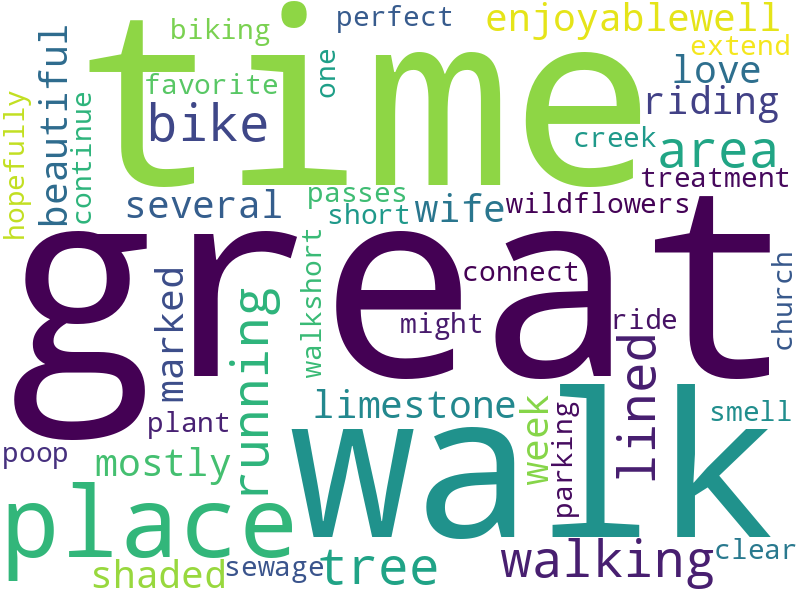 time
perfect
enjoyablewell
biking
extend
beautiful
one
love
favorite
hopefully
continue
bike
riding
creek
area
treatment
passes
several
short
wife
wildflowers
great
connect
church
walkshort
marked
running
might
ride
lined
limestone
walk
week
parking
smell
plant
poop
mostly
place
walking
clear
shaded
sewage
tree